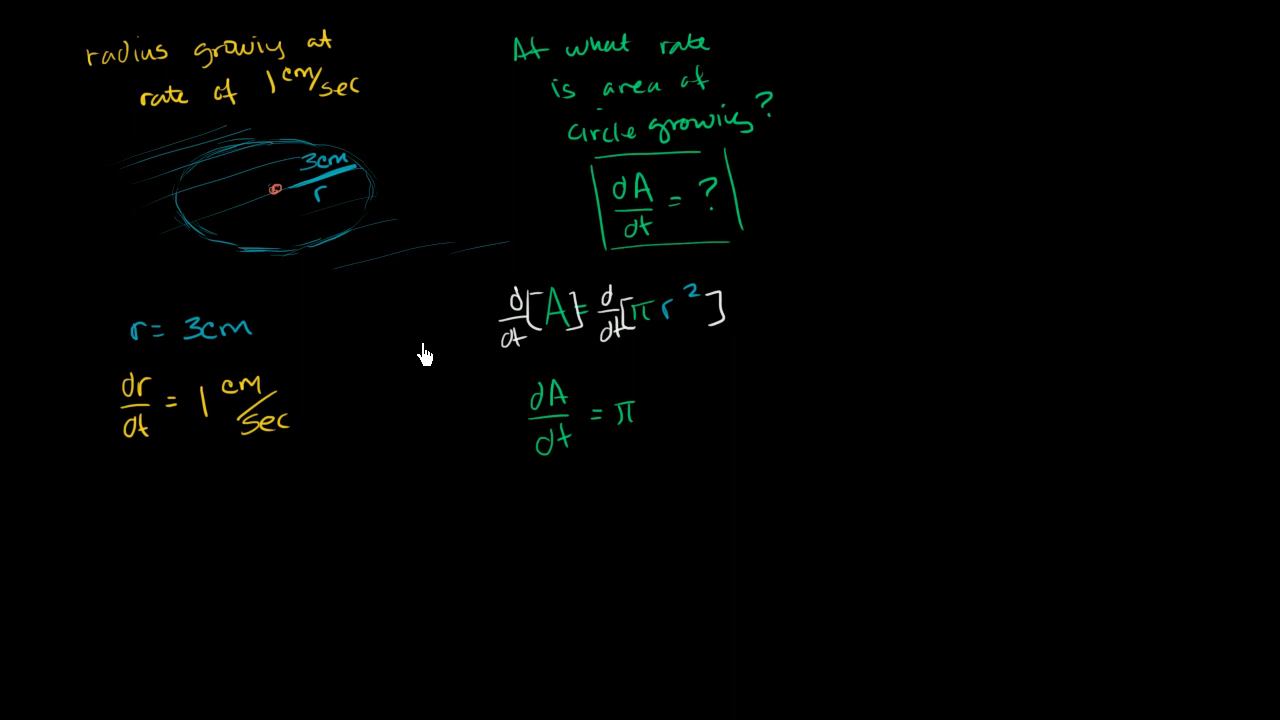 radius growing at
rate of 1 cm/sec
3cm
r
r = 3cm
dr/dt = 1 cm/sec
At what rate
is area of
circle growing?
dA/dt = ?
d/dt [A] = d/dt [π r²]
dA/dt = π